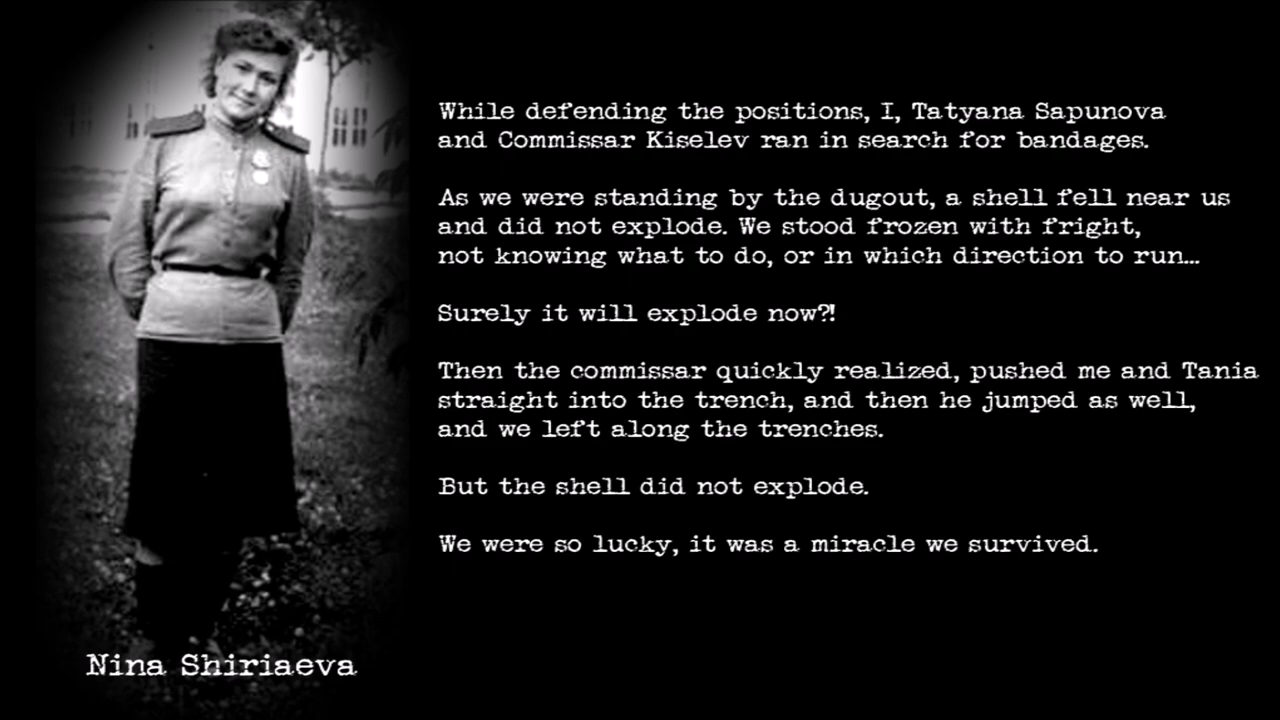 While defending the positions, I, Tatyana Sapunova
and Commissar Kiselev ran in search for bandages.
As we were standing by the dugout, a shell fell near us
and did not explode. We stood frozen with fright,
not knowing what to do, or in which direction to run...
Surely it will explode now?!
Then the commissar quickly realized, pushed me and Tania
straight into the trench, and then he jumped as well,
and we left along the trenches.
But the shell did not explode.
We were so lucky, it was a miracle we survived.
Nina Shiriaeva